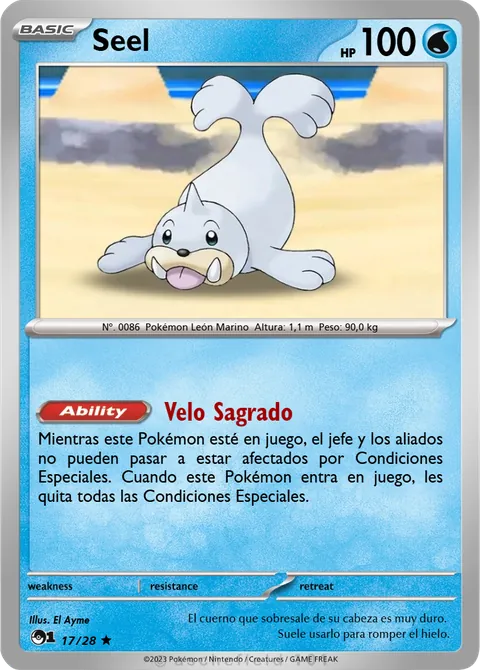 BASIC Seel HP 100
Nº 0086 Pokémon León Marino Altura: 1,1 m Peso: 90,0 kg
Ability Velo Sagrado
Mientras este Pokémon esté en juego, el jefe y los aliados
no pueden pasar a estar afectados por Condiciones
Especiales. Cuando este Pokémon entra en juego, les
quita todas las Condiciones Especiales.
weakness resistance retreat
Illus. El Ayme
1 17/28 ★
El cuerno que sobresale de su cabeza es muy duro.
Suele usarlo para romper el hielo.
©2023 Pokémon / Nintendo / Creatures / GAME FREAK